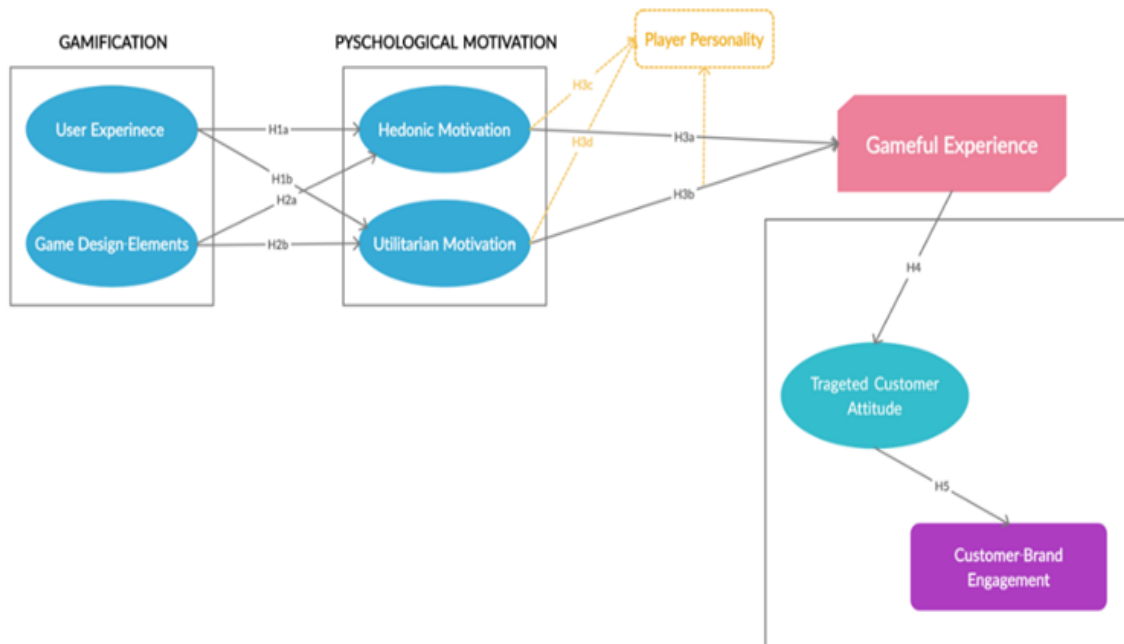 GAMIFICATION
PYSCHOLOGICAL MOTIVATION
Player Personality
User Experinece
H1a
Hedonic Motivation
H3c
H3d
H3a
Gameful Experience
H1b
H2a
H3b
Game Design Elements
H2b
Utilitarian Motivation
H4
Trageted Customer
Attitude
H5
Customer-Brand
Engagement